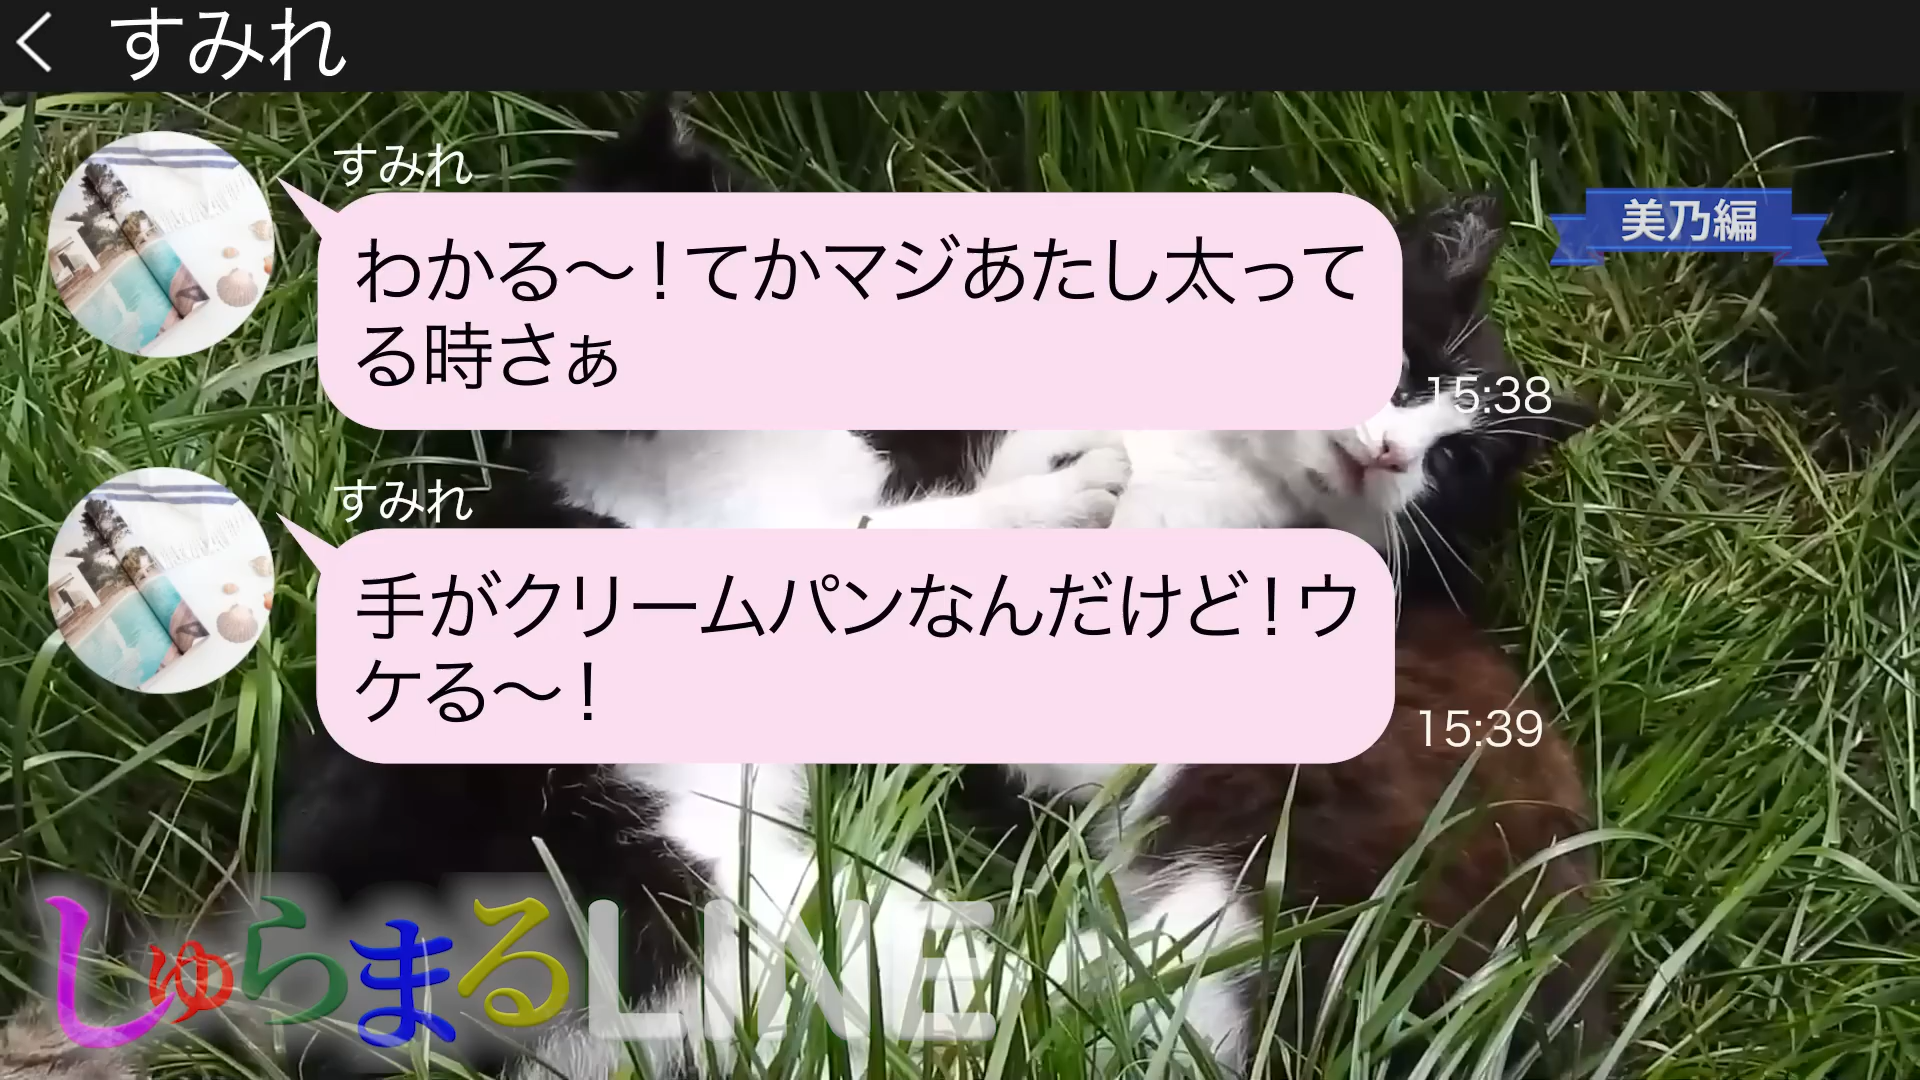 すみれ
すみれ
美乃編
わかる〜！てかマジあたし太って
る時さぁ
15:38
すみれ
手がクリームパンなんだけど！ウ
ケる〜！
15:39
しゅらまるLINE